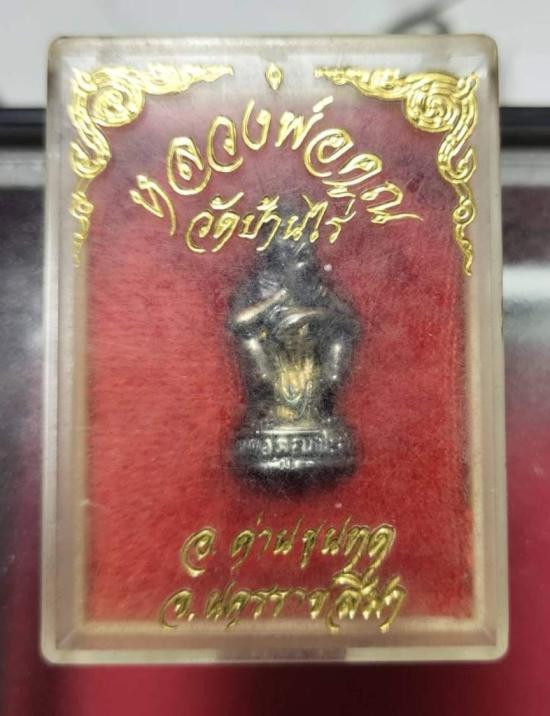 หลวงพ่อคูณ
วัดบ้านไร่
อ. ด่านขุนทด
จ. นครราชสีมา